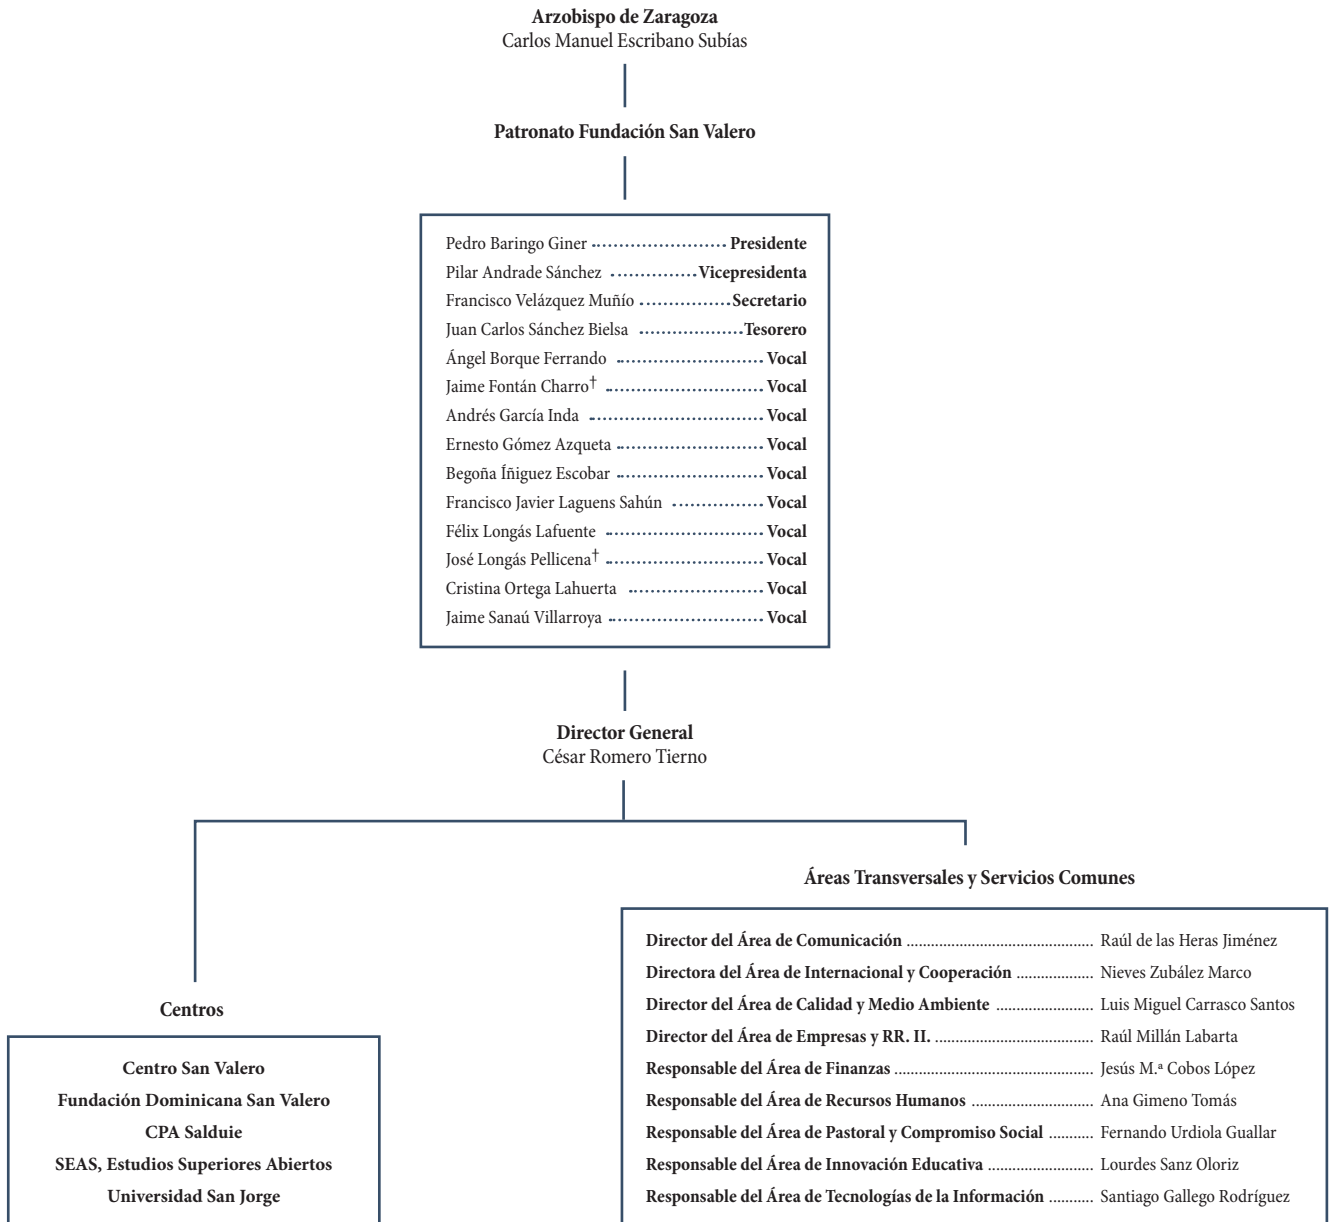 Arzobispo de Zaragoza
Carlos Manuel Escribano Subías
Patronato Fundación San Valero
Pedro Baringo Giner ........................ Presidente
Pilar Andrade Sánchez ............... Vicepresidenta
Francisco Velázquez Muñío ................ Secretario
Juan Carlos Sánchez Bielsa .................. Tesorero
Ángel Borque Ferrando .......................... Vocal
Jaime Fontán Charro† ............................ Vocal
Andrés García Inda ............................... Vocal
Ernesto Gómez Azqueta .......................... Vocal
Begoña Íñiguez Escobar .......................... Vocal
Francisco Javier Laguens Sahún ................ Vocal
Félix Longás Lafuente ............................ Vocal
José Longás Pellicena† ............................ Vocal
Cristina Ortega Lahuerta ........................ Vocal
Jaime Sanaú Villarroya ........................... Vocal
Director General
César Romero Tierno
Áreas Transversales y Servicios Comunes
Director del Área de Comunicación .............................................. Raúl de las Heras Jiménez
Directora del Área de Internacional y Cooperación ................... Nieves Zubález Marco
Director del Área de Calidad y Medio Ambiente ........................ Luis Miguel Carrasco Santos
Director del Área de Empresas y RR. II. ....................................... Raúl Millán Labarta
Responsable del Área de Finanzas ................................................. Jesús M.ª Cobos López
Responsable del Área de Recursos Humanos .............................. Ana Gimeno Tomás
Responsable del Área de Pastoral y Compromiso Social ........... Fernando Urdiola Guallar
Responsable del Área de Innovación Educativa .......................... Lourdes Sanz Oloriz
Responsable del Área de Tecnologías de la Información ........... Santiago Gallego Rodríguez
Centros
Centro San Valero
Fundación Dominicana San Valero
CPA Salduie
SEAS, Estudios Superiores Abiertos
Universidad San Jorge